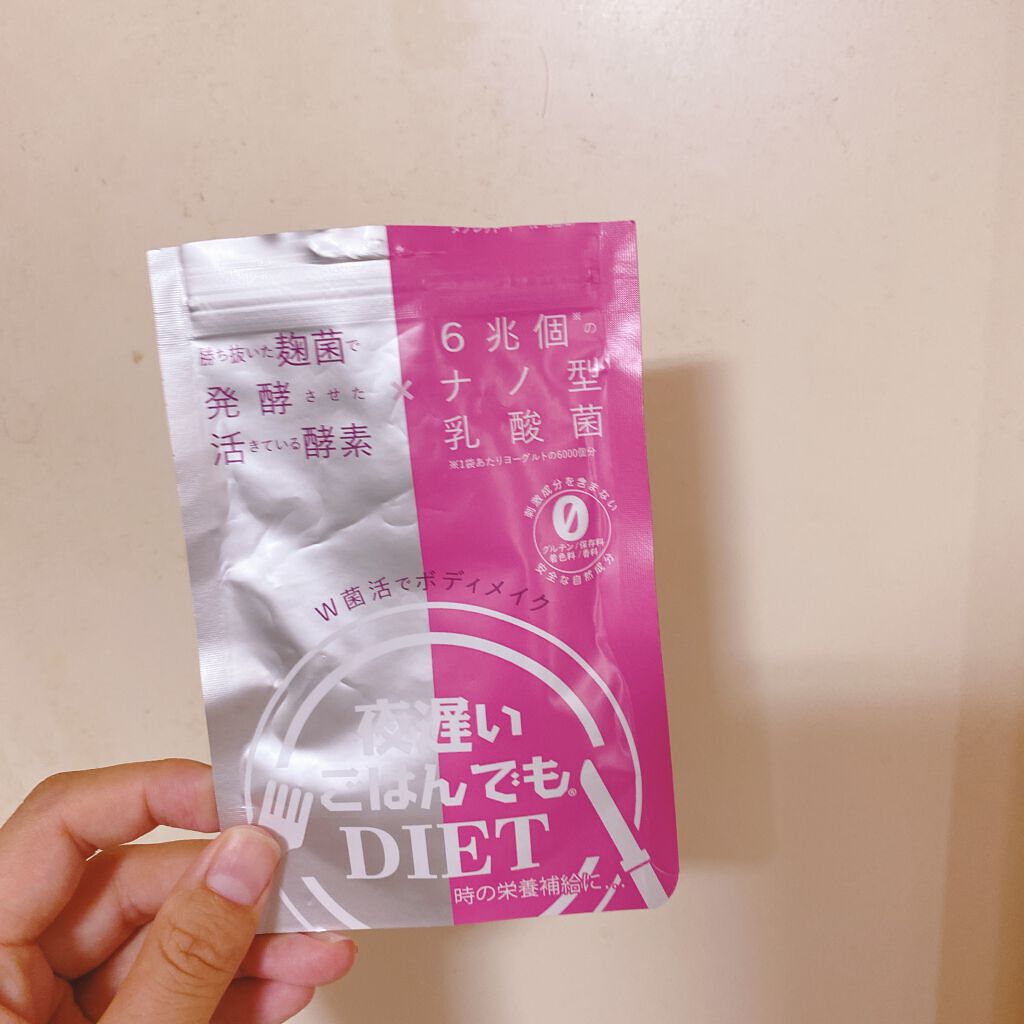 勝ち抜いた麹菌で
発酵させた
活きている酵素
×
6兆個※の
ナノ型
乳酸菌
※1袋あたりヨーグルトの6000個分
刺激成分を含まない
0
グルテン/保存料
着色料/香料
安全な自然成分
W菌活でボディメイク
夜遅い
ごはんでも®
DIET
時の栄養補給に...